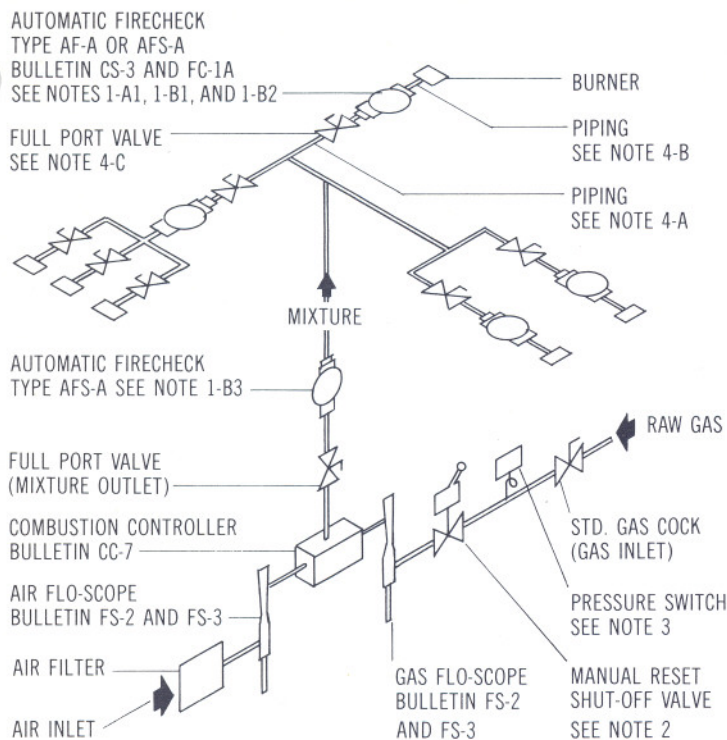 AUTOMATIC FIRECHECK
TYPE AF-A OR AFS-A
BULLETIN CS-3 AND FC-1A
SEE NOTES 1-A1, 1-B1, AND 1-B2
FULL PORT VALVE
SEE NOTE 4-C
BURNER
PIPING
SEE NOTE 4-B
PIPING
SEE NOTE 4-A
MIXTURE
AUTOMATIC FIRECHECK
TYPE AFS-A SEE NOTE 1-B3
RAW GAS
FULL PORT VALVE
(MIXTURE OUTLET)
STD. GAS COCK
(GAS INLET)
COMBUSTION CONTROLLER
BULLETIN CC-7
AIR FLO-SCOPE
BULLETIN FS-2 AND FS-3
PRESSURE SWITCH
SEE NOTE 3
AIR FILTER
AIR INLET
GAS FLO-SCOPE
BULLETIN FS-2
AND FS-3
MANUAL RESET
SHUT-OFF VALVE
SEE NOTE 2